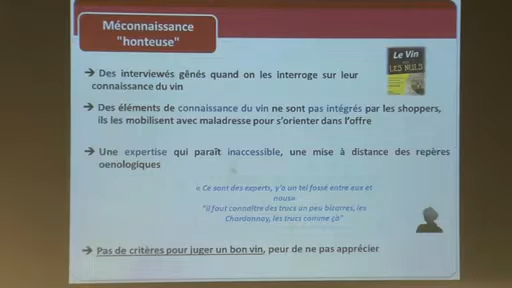 Méconnaissance
"honteuse"
Le Vin
LES NULS
→ Des interviewés gênés quand on les interroge sur leur
connaissance du vin
→ Des éléments de connaissance du vin ne sont pas intégrés par les shoppers,
ils les mobilisent avec maladresse pour s'orienter dans l'offre
→ Une expertise qui paraît inaccessible, une mise à distance des repères
oenologiques
« Ce sont des experts, y'a un tel fossé entre eux et
nous»
"il faut connaître des trucs un peu bizarres, les
Chardonnay, les trucs comme çà"
→ Pas de critères pour juger un bon vin, peur de ne pas apprécier